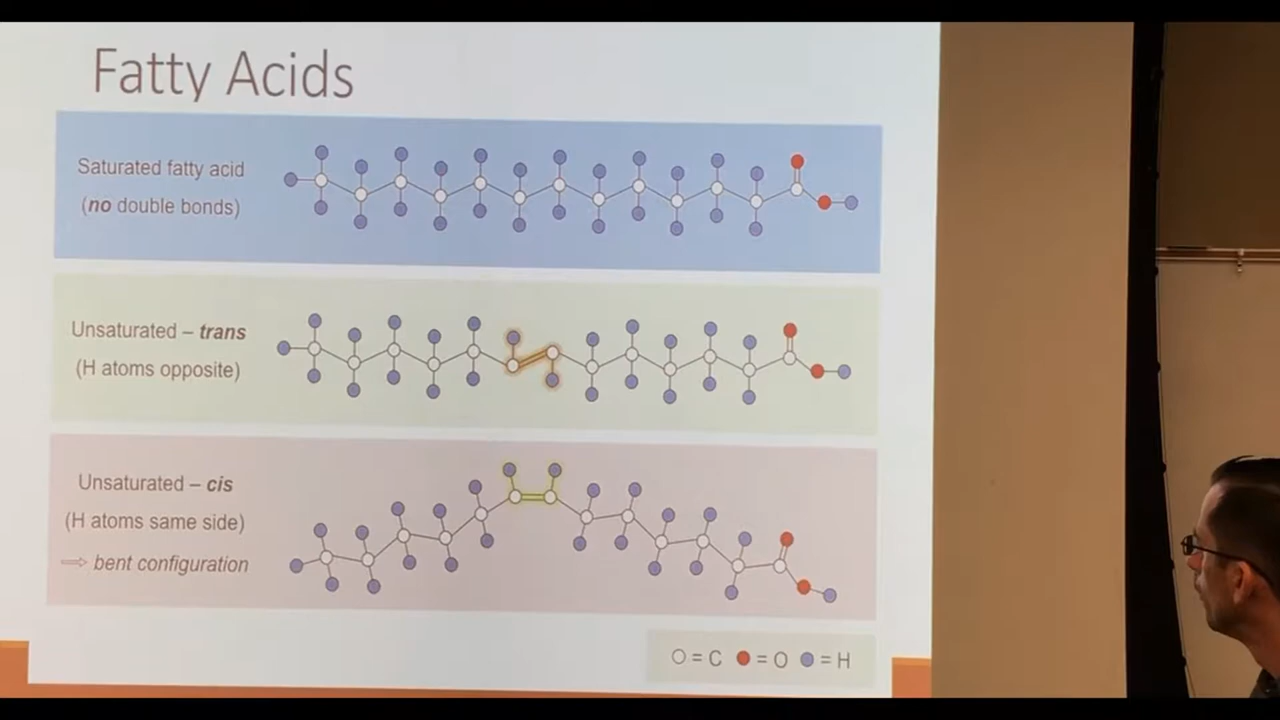 Fatty Acids
Saturated fatty acid
(no double bonds)
Unsaturated – trans
(H atoms opposite)
Unsaturated – cis
(H atoms same side)
⇒ bent configuration
= C = O = H